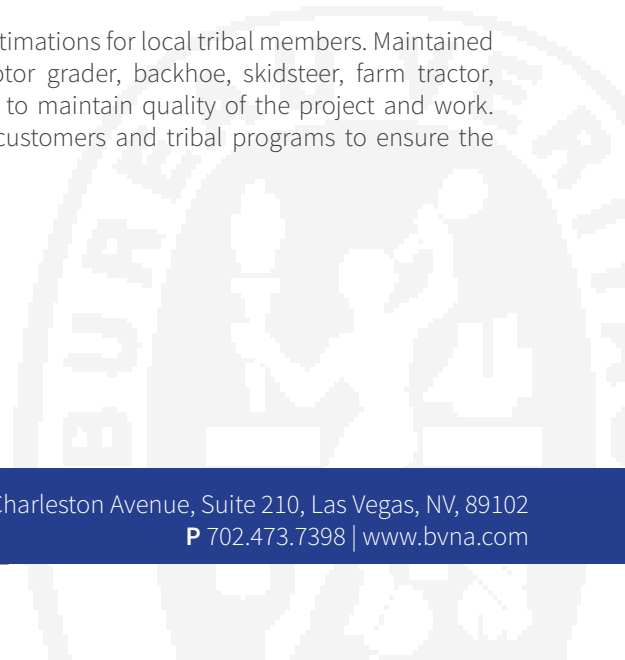 timations for local tribal members. Maintained
otor grader, backhoe, skidsteer, farm tractor,
to maintain quality of the project and work.
customers and tribal programs to ensure the
BUREAU VERITAS
Charleston Avenue, Suite 210, Las Vegas, NV, 89102
P 702.473.7398 | www.bvna.com